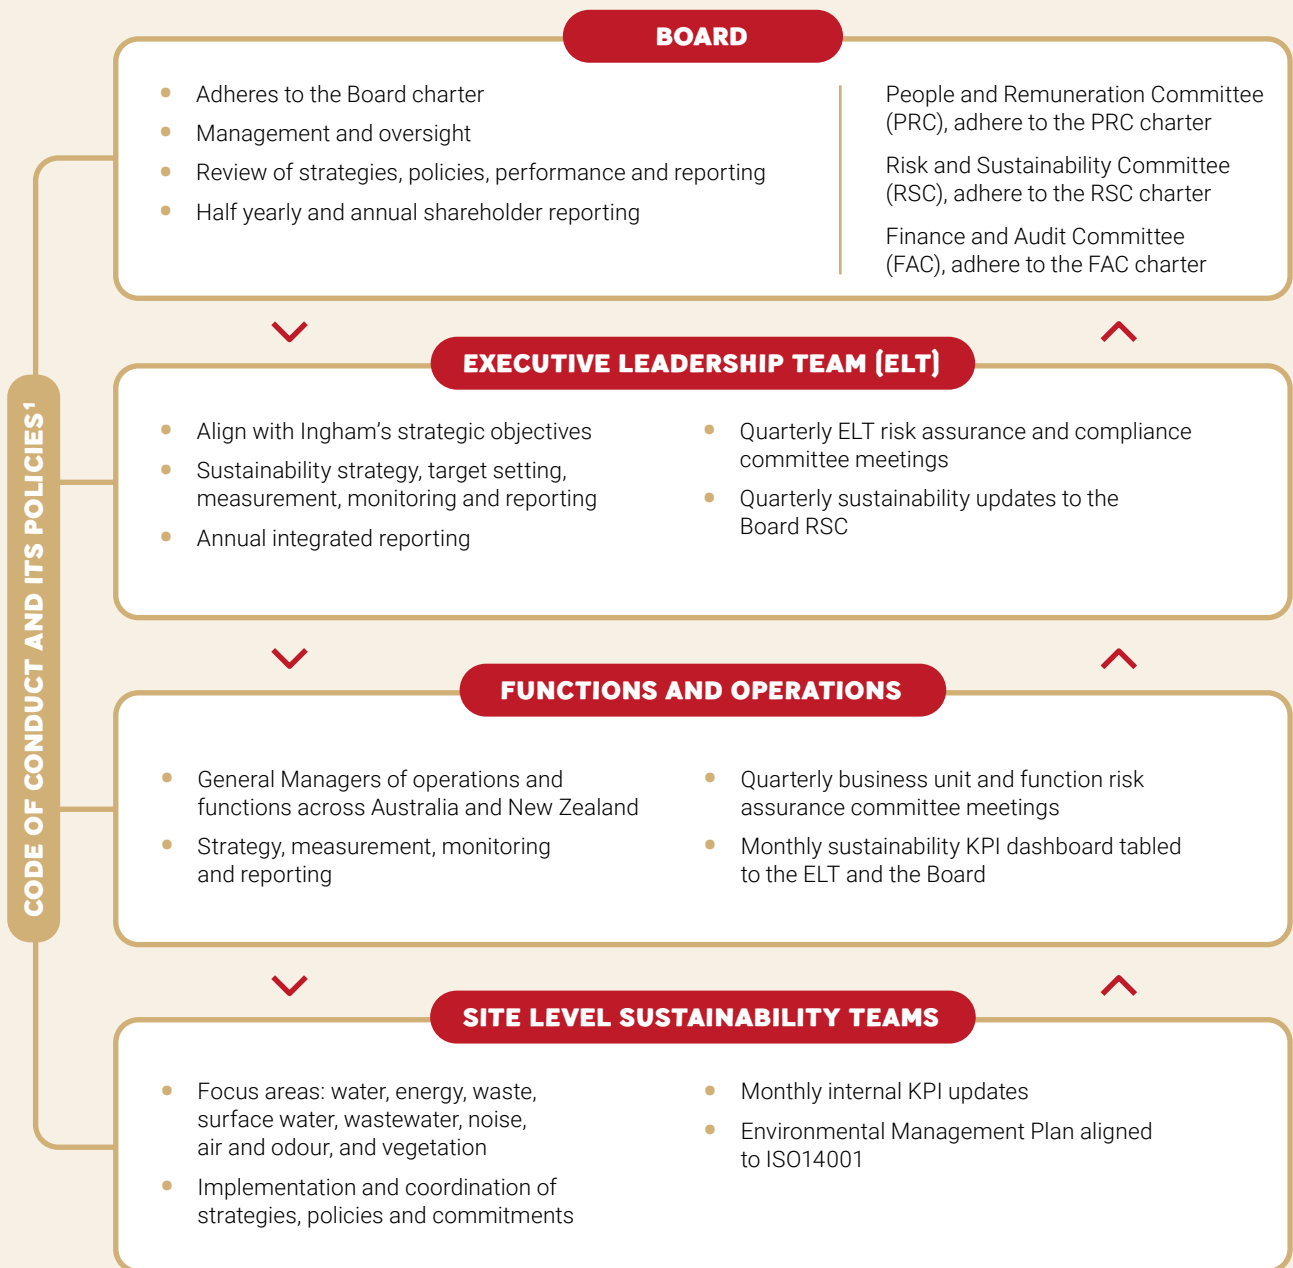 BOARD
Adheres to the Board charter
Management and oversight
Review of strategies, policies, performance and reporting
Half yearly and annual shareholder reporting
People and Remuneration Committee
(PRC), adhere to the PRC charter
Risk and Sustainability Committee
(RSC), adhere to the RSC charter
Finance and Audit Committee
(FAC), adhere to the FAC charter
CODE OF CONDUCT AND ITS POLICIES¹
EXECUTIVE LEADERSHIP TEAM (ELT)
Align with Ingham's strategic objectives
Sustainability strategy, target setting,
measurement, monitoring and reporting
Annual integrated reporting
Quarterly ELT risk assurance and compliance
committee meetings
Quarterly sustainability updates to the
Board RSC
FUNCTIONS AND OPERATIONS
General Managers of operations and
functions across Australia and New Zealand
Strategy, measurement, monitoring
and reporting
Quarterly business unit and function risk
assurance committee meetings
Monthly sustainability KPI dashboard tabled
to the ELT and the Board
SITE LEVEL SUSTAINABILITY TEAMS
Focus areas: water, energy, waste,
surface water, wastewater, noise,
air and odour, and vegetation
Implementation and coordination of
strategies, policies and commitments
Monthly internal KPI updates
Environmental Management Plan aligned
to ISO14001